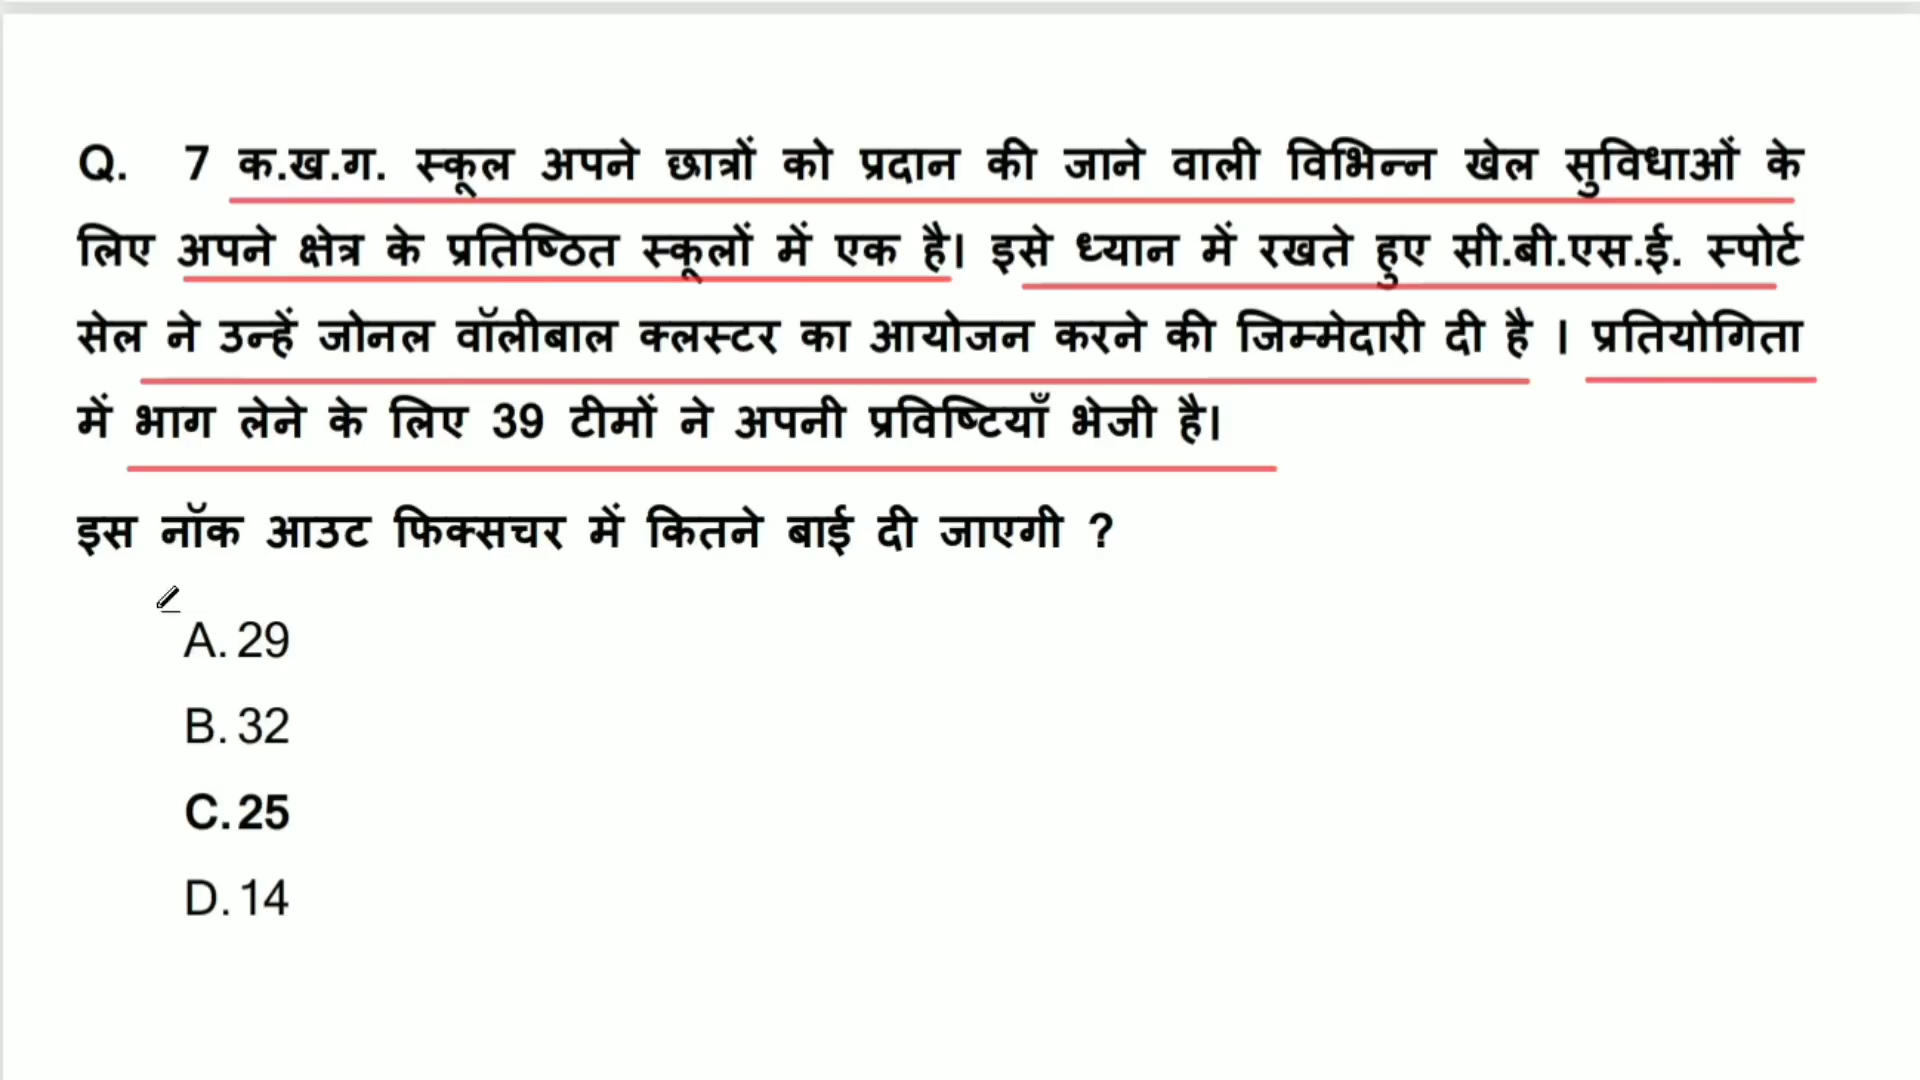 Q. 7 क.ख.ग. स्कूल अपने छात्रों को प्रदान की जाने वाली विभिन्न खेल सुविधाओं के
लिए अपने क्षेत्र के प्रतिष्ठित स्कूलों में एक है। इसे ध्यान में रखते हुए सी.बी.एस.ई. स्पोर्ट
सेल ने उन्हें जोनल वॉलीबाल क्लस्टर का आयोजन करने की जिम्मेदारी दी है । प्रतियोगिता
में भाग लेने के लिए 39 टीमों ने अपनी प्रविष्टियाँ भेजी है।
इस नॉक आउट फिक्सचर में कितने बाई दी जाएगी ?
A. 29
B. 32
C. 25
D. 14